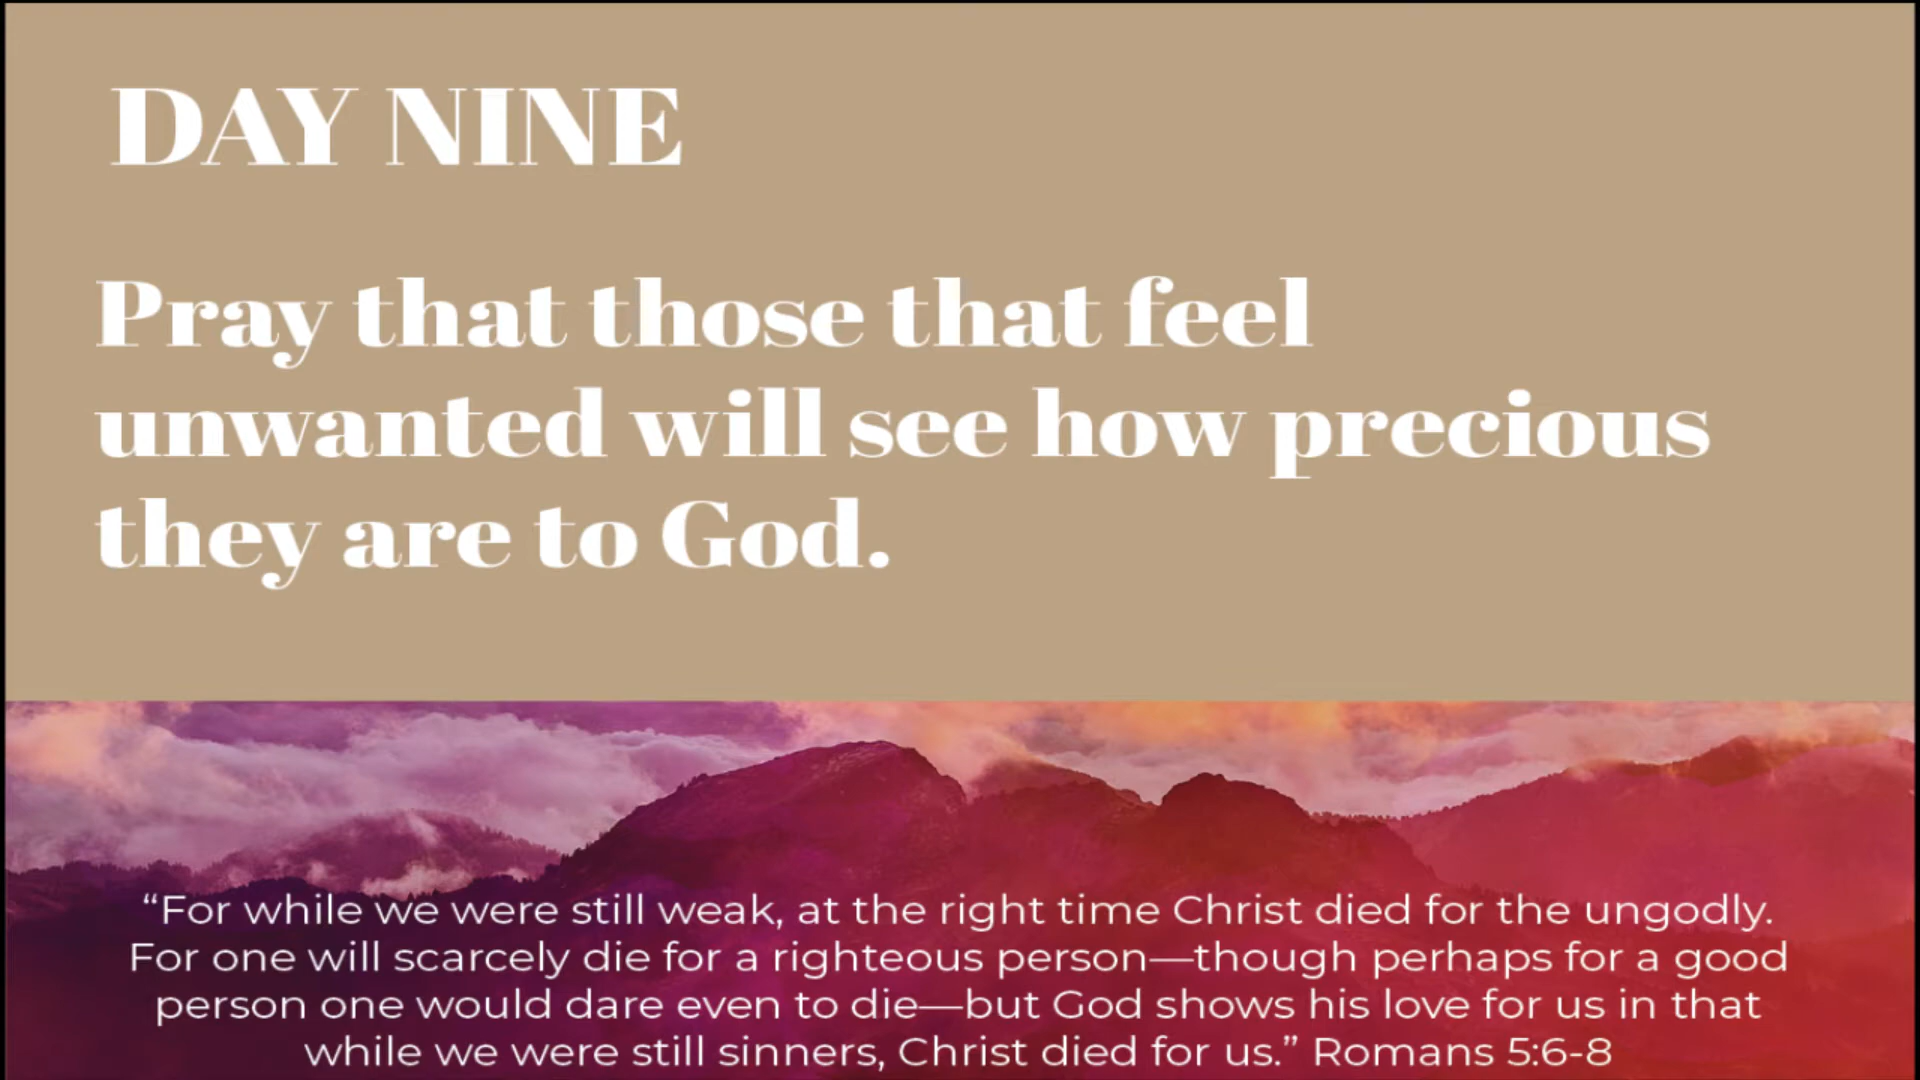 DAY NINE
Pray that those that feel
unwanted will see how precious
they are to God.
“For while we were still weak, at the right time Christ died for the ungodly.
For one will scarcely die for a righteous person—though perhaps for a good
person one would dare even to die—but God shows his love for us in that
while we were still sinners, Christ died for us.” Romans 5:6-8